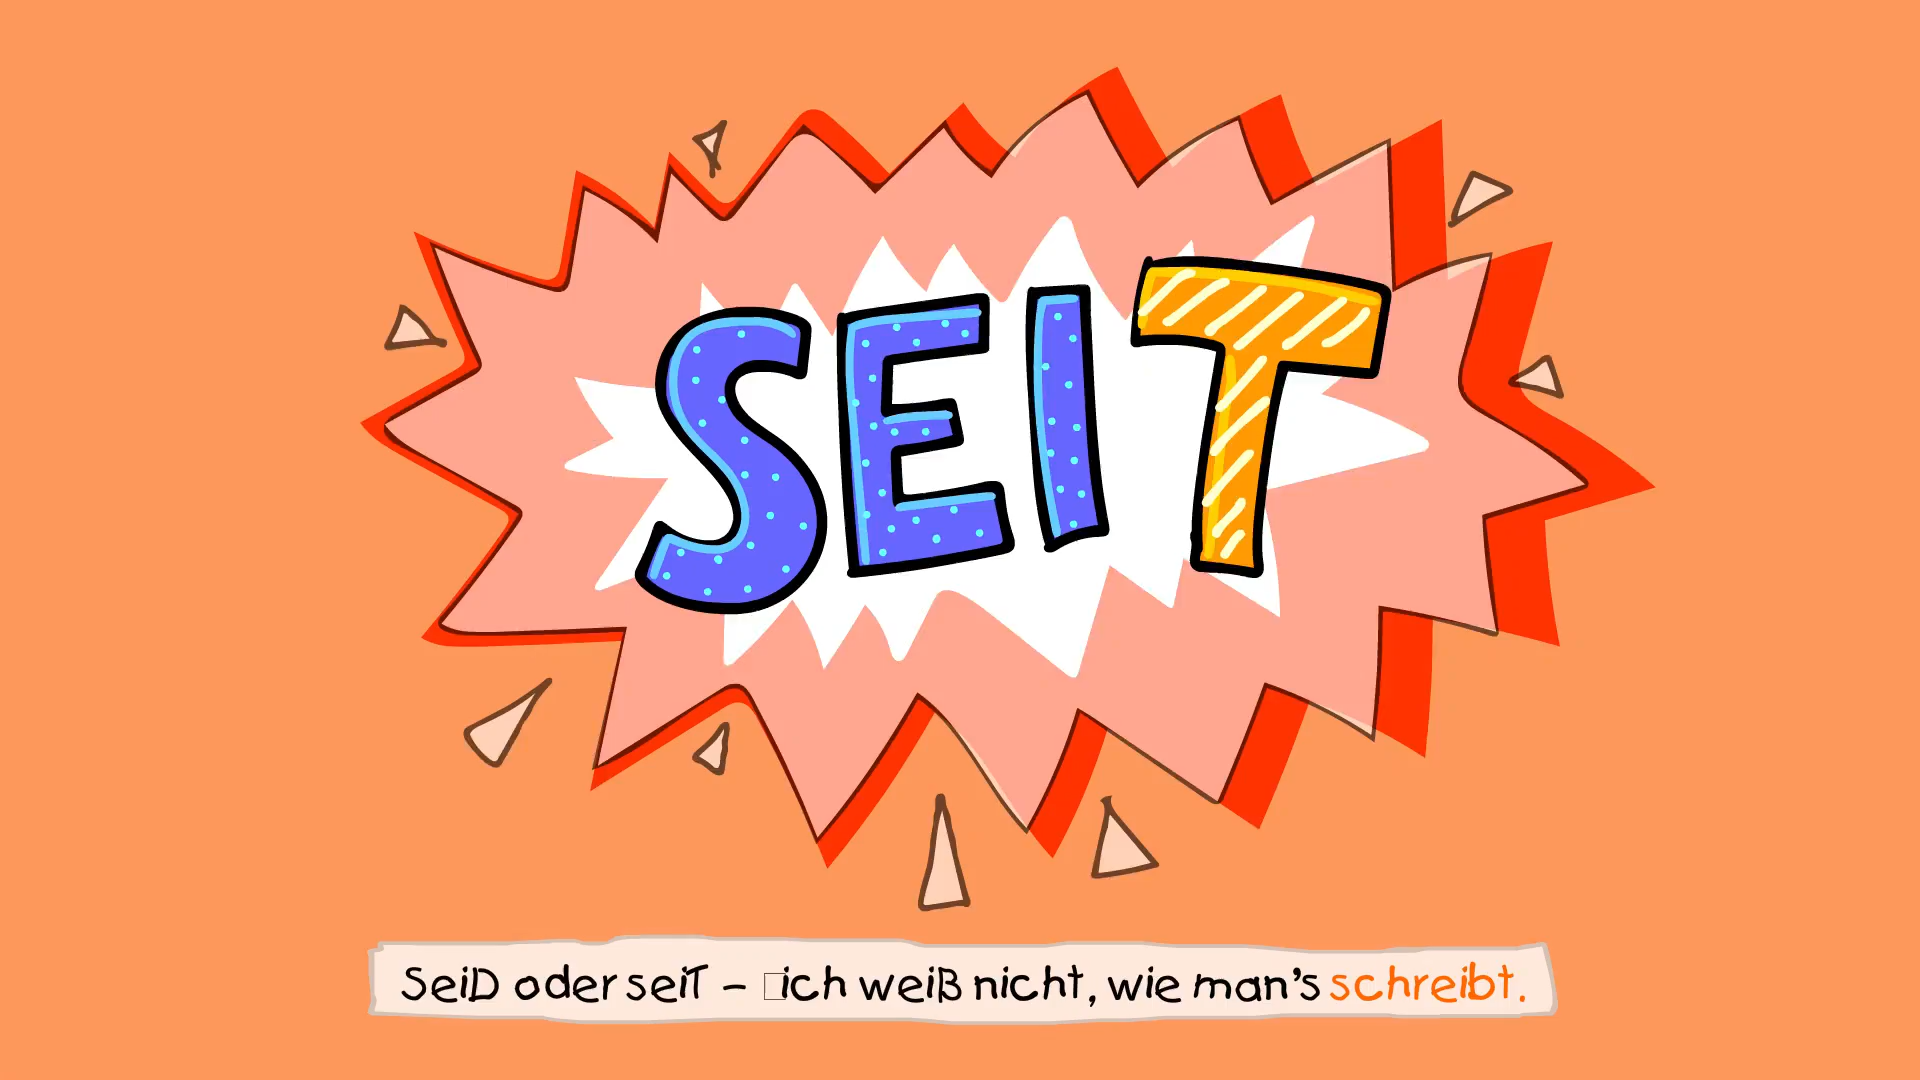 SEIT
SeiD oder seiT – □ich weiß nicht, wie man's schreibt.